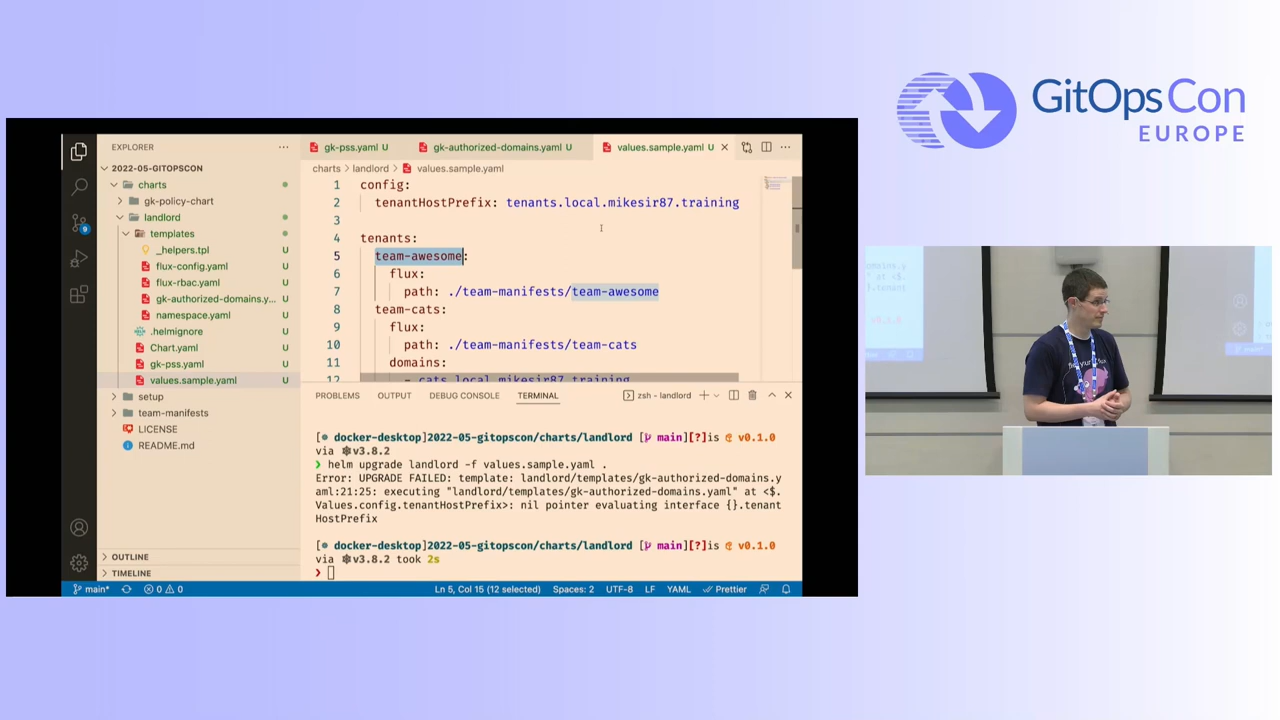 GitOpsCon
EUROPE
EXPLORER
2022-05-GITOPSCON
charts
gk-policy-chart
landlord
templates
_helpers.tpl U
flux-config.yaml U
flux-rbac.yaml U
gk-authorized-domains.y... U
namespace.yaml U
.helmignore U
Chart.yaml U
gk-pss.yaml U
values.sample.yaml U
setup
team-manifests
LICENSE
README.md
OUTLINE
TIMELINE
9
gk-pss.yaml U
gk-authorized-domains.yaml U
values.sample.yaml U
charts > landlord > values.sample.yaml
1 config:
2 tenantHostPrefix: tenants.local.mikesir87.training
3
4 tenants:
5 team-awesome:
6 flux:
7 path: ./team-manifests/team-awesome
8 team-cats:
9 flux:
10 path: ./team-manifests/team-cats
11 domains:
12 - cats.local.mikesir87.training
PROBLEMS OUTPUT DEBUG CONSOLE TERMINAL zsh - landlord
[● docker-desktop]2022-05-gitopscon/charts/landlord [ main][?]is v0.1.0
via v3.8.2
❯ helm upgrade landlord -f values.sample.yaml .
Error: UPGRADE FAILED: template: landlord/templates/gk-authorized-domains.y
aml:21:25: executing "landlord/templates/gk-authorized-domains.yaml" at <$.
Values.config.tenantHostPrefix>: nil pointer evaluating interface {}.tenant
HostPrefix
[● docker-desktop]2022-05-gitopscon/charts/landlord [ main][?]is v0.1.0
via v3.8.2 took 2s
❯
main* 0 0 Ln 5, Col 15 (12 selected) Spaces: 2 UTF-8 LF YAML Prettier